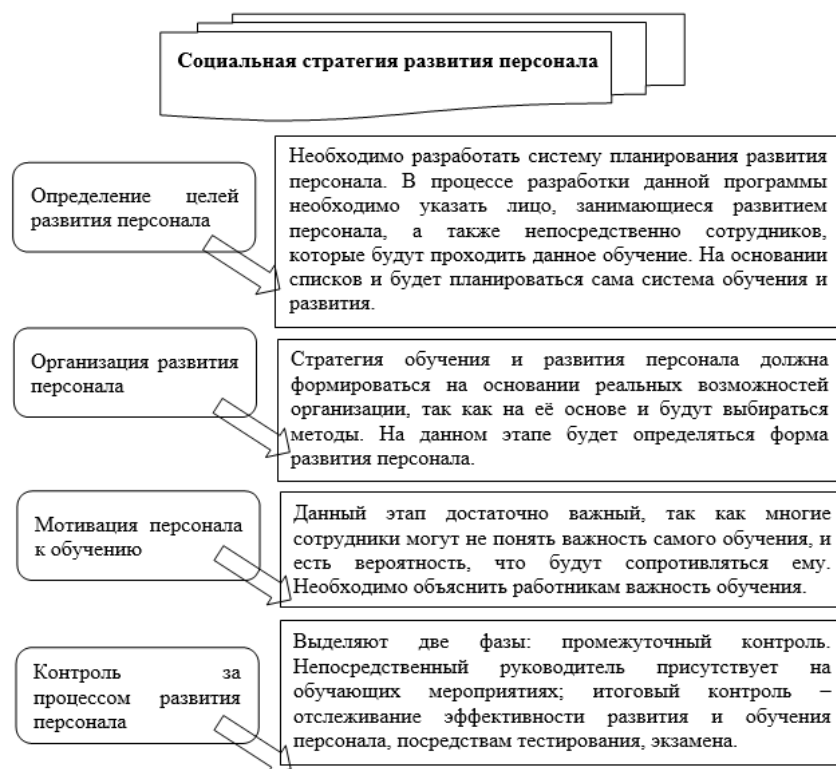 Социальная стратегия развития персонала
Определение целей
развития персонала
Необходимо разработать систему планирования развития
персонала. В процессе разработки данной программы
необходимо указать лицо, занимающиеся развитием
персонала, а также непосредственно сотрудников,
которые будут проходить данное обучение. На основании
списков и будет планироваться сама система обучения и
развития.
Организация развития
персонала
Стратегия обучения и развития персонала должна
формироваться на основании реальных возможностей
организации, так как на её основе и будут выбираться
методы. На данном этапе будет определяться форма
развития персонала.
Мотивация персонала
к обучению
Данный этап достаточно важный, так как многие
сотрудники могут не понять важность самого обучения, и
есть вероятность, что будут сопротивляться ему.
Необходимо объяснить работникам важность обучения.
Контроль за
процессом развития
персонала
Выделяют две фазы: промежуточный контроль.
Непосредственный руководитель присутствует на
обучающих мероприятиях; итоговый контроль –
отслеживание эффективности развития и обучения
персонала, посредствам тестирования, экзамена.